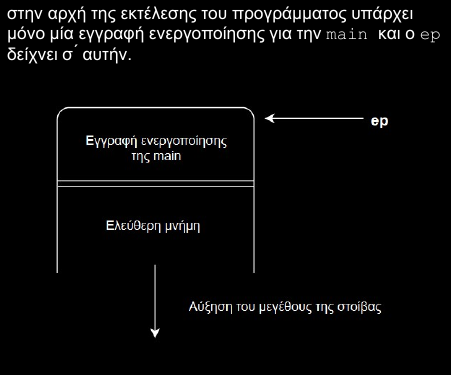 στην αρχή της εκτέλεσης του προγράμματος υπάρχει
μόνο μία εγγραφή ενεργοποίησης για την main και ο ep
δείχνει σ΄ αυτήν.
ep
Εγγραφή ενεργοποίησης
της main
Ελεύθερη μνήμη
Αύξηση του μεγέθους της στοίβας